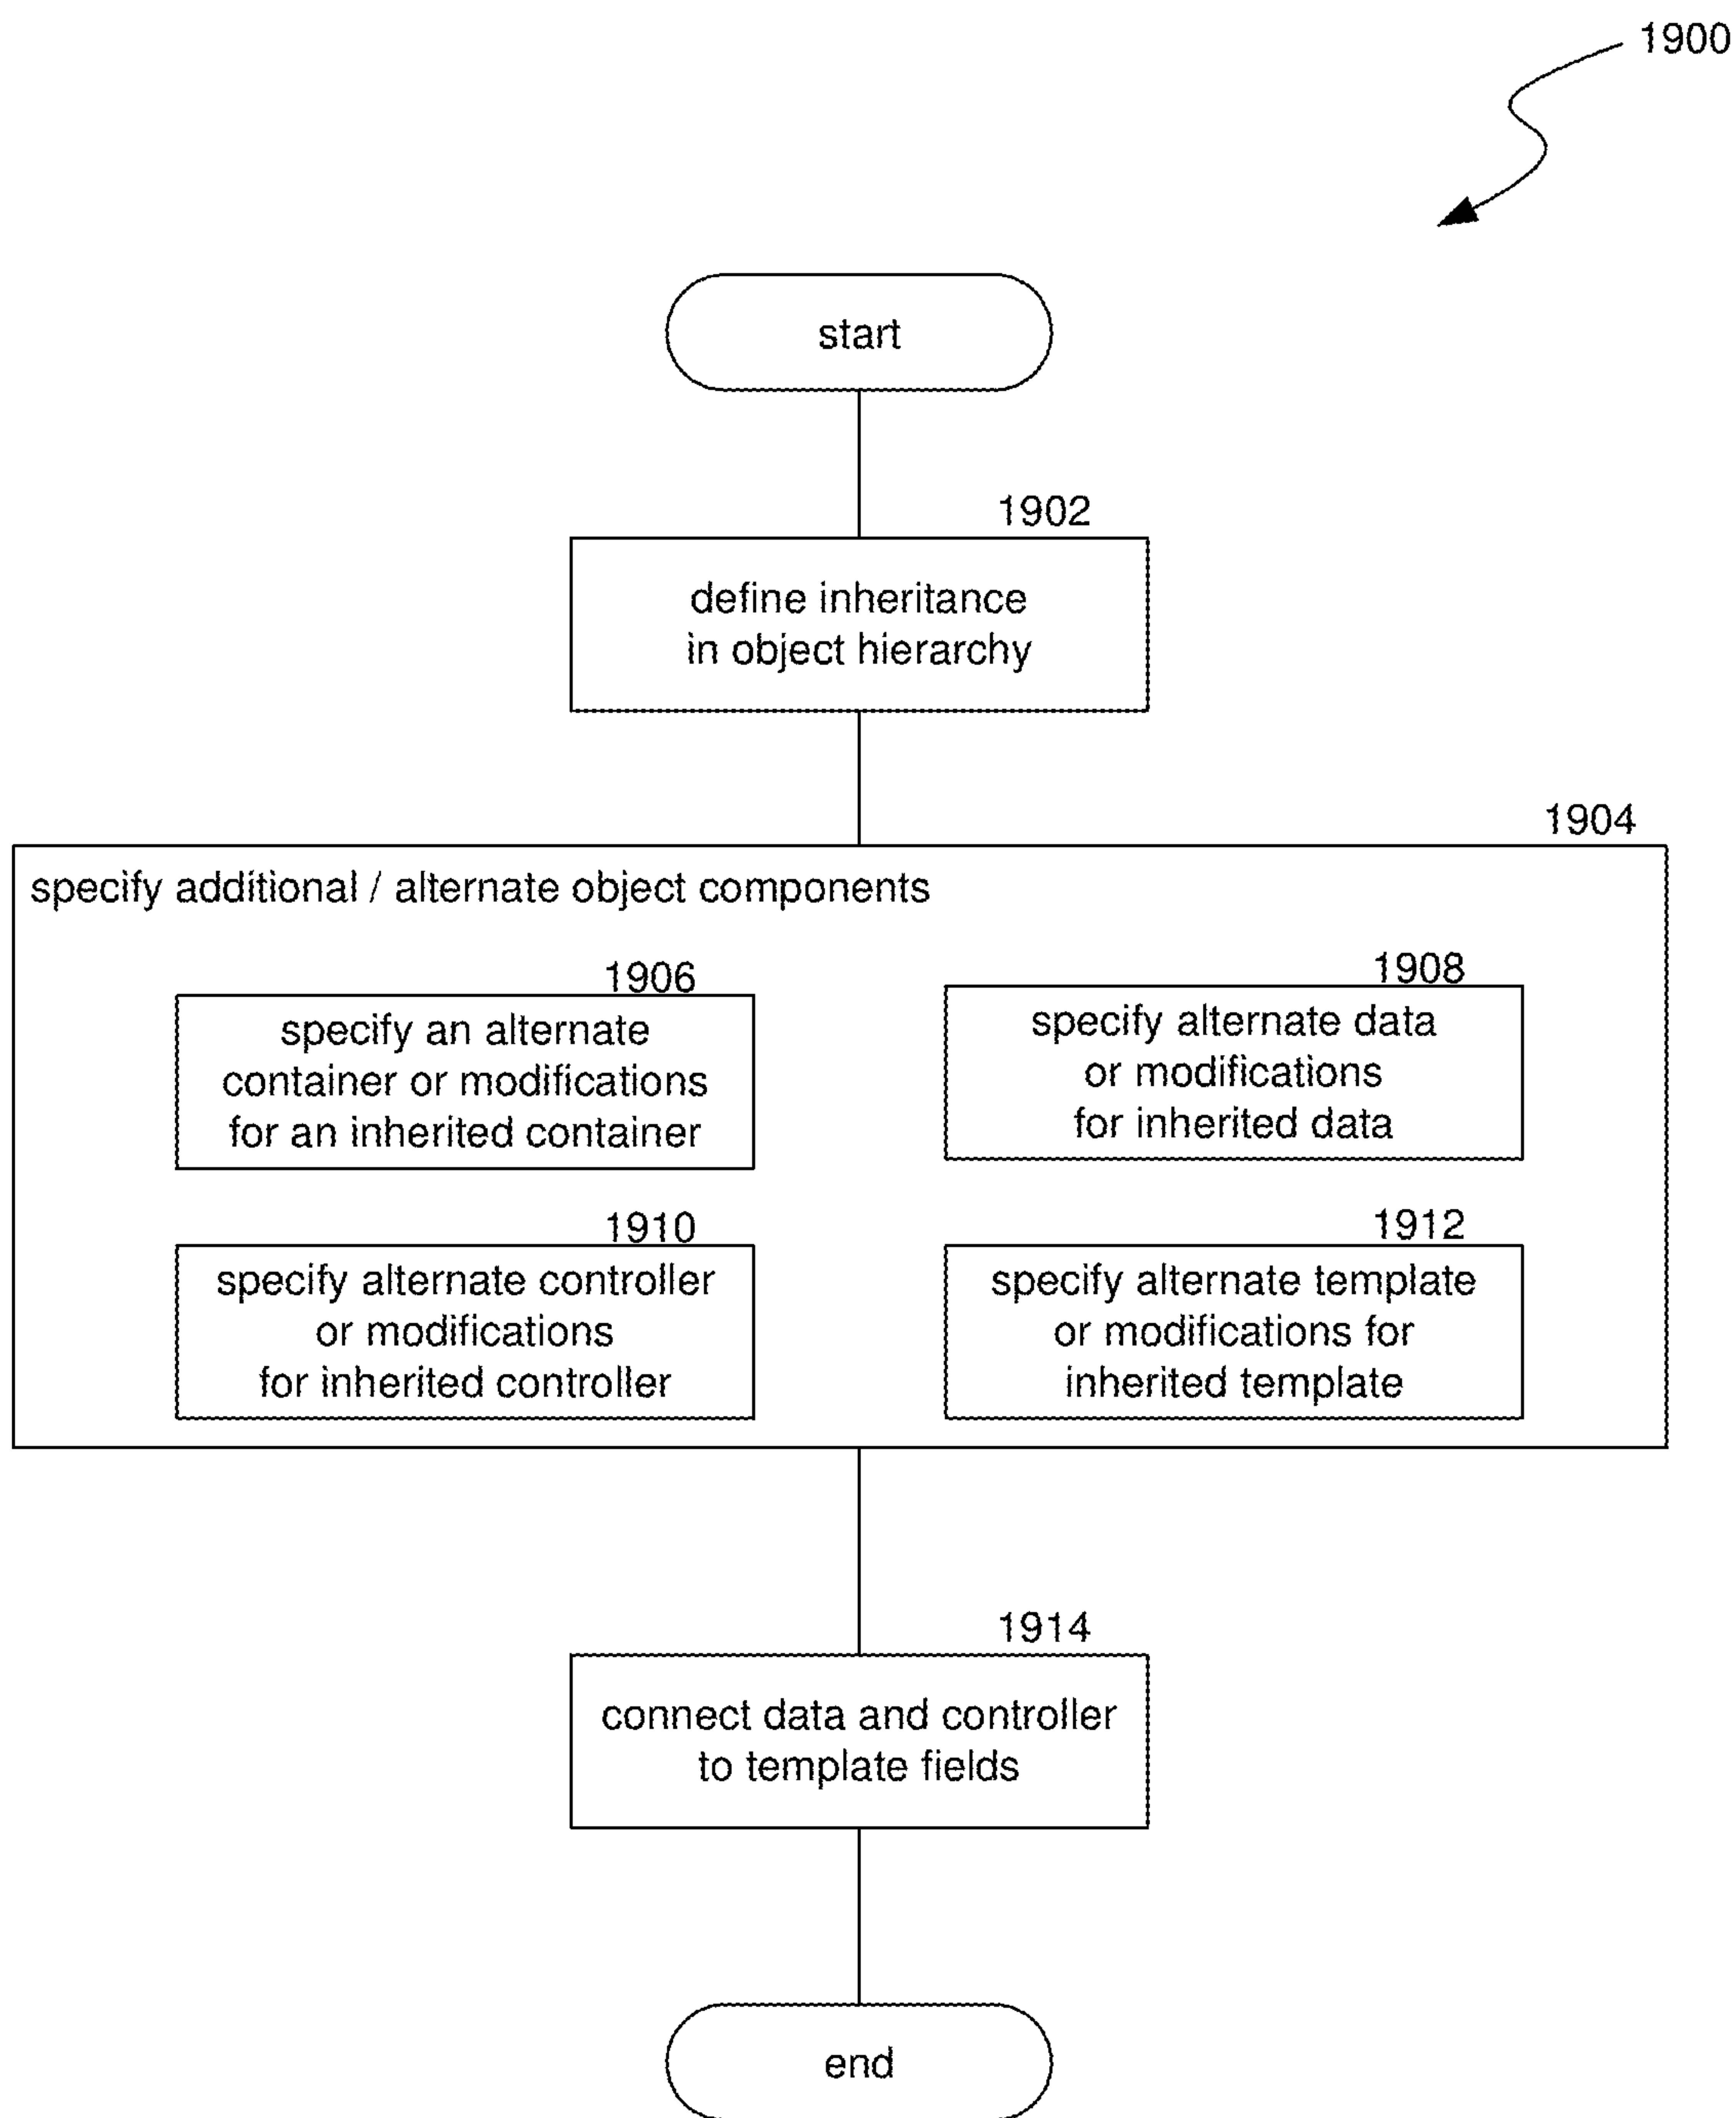 1900
start
1902
define inheritance
in object hierarchy
1904
specify additional / alternate object components
1906
specify an alternate
container or modifications
for an inherited container
1908
specify alternate data
or modifications
for inherited data
1910
specify alternate controller
or modifications
for inherited controller
1912
specify alternate template
or modifications for
inherited template
1914
connect data and controller
to template fields
end